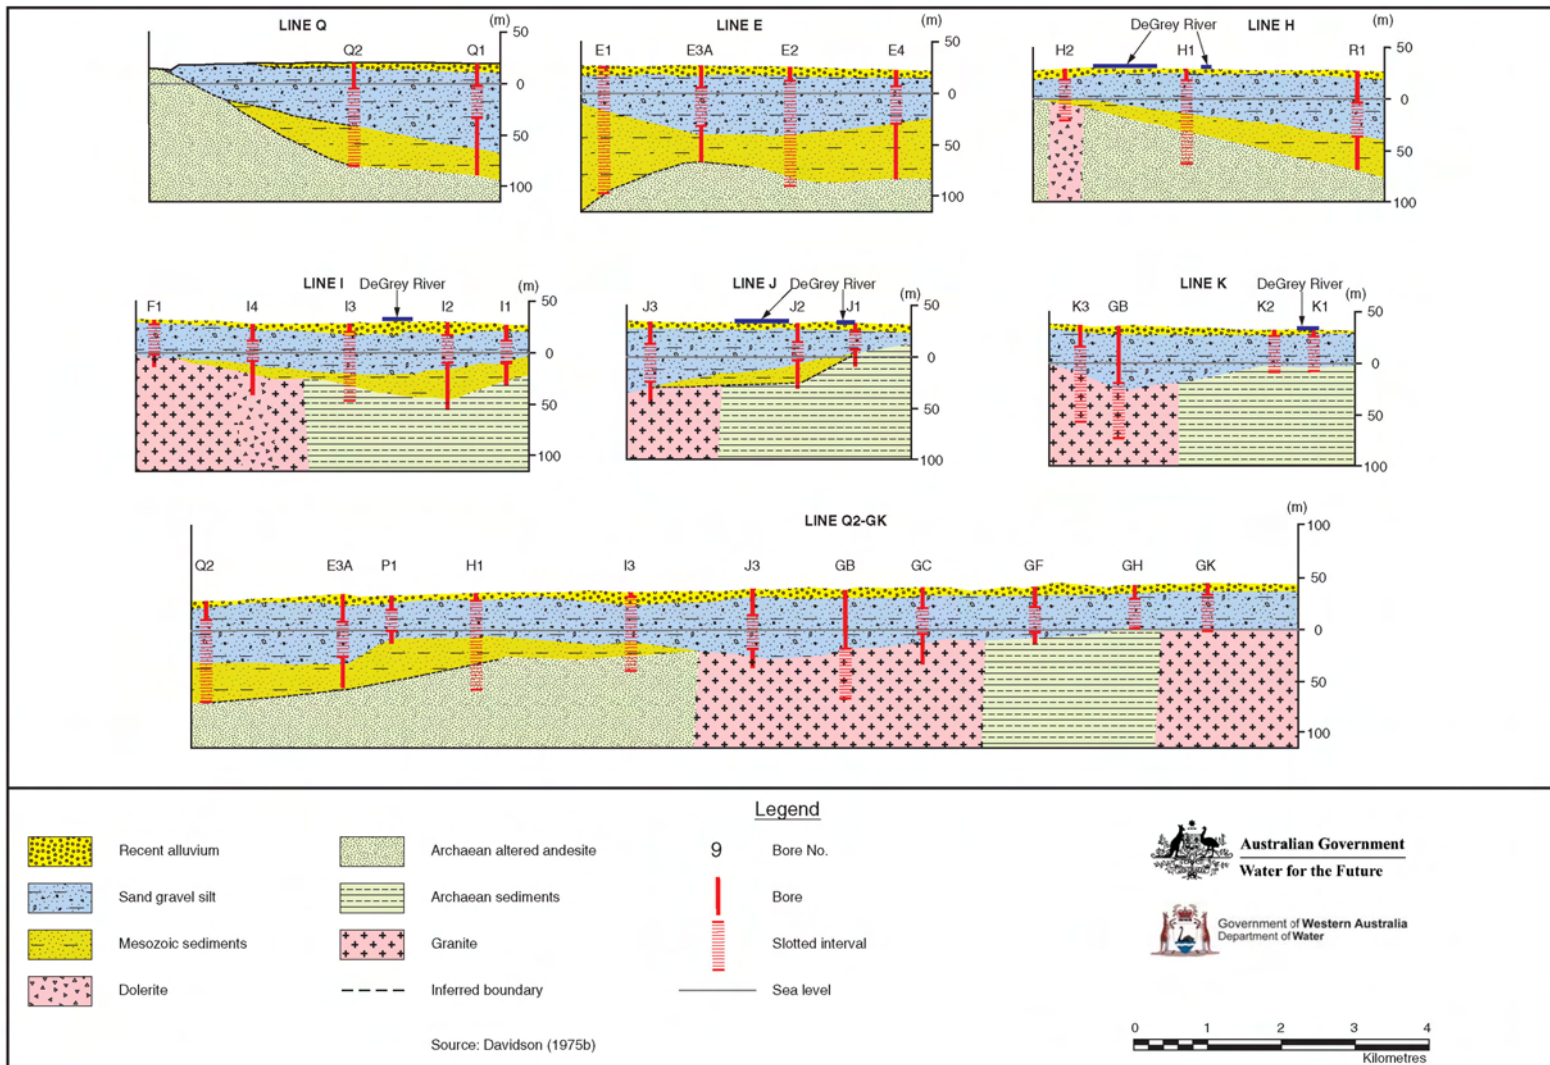 LINE Q
(m)
Q2
Q1
50
0
50
100
LINE E
(m)
E1
E3A
E2
E4
50
0
50
100
DeGrey River
LINE H
(m)
H2
H1
R1
50
0
50
100
LINE I
DeGrey River
(m)
F1
I4
I3
I2
I1
50
0
50
100
LINE J
DeGrey River
(m)
J3
J2
J1
50
0
50
100
LINE K
DeGrey River
(m)
K3
GB
K2
K1
50
0
50
100
LINE Q2-GK
(m)
Q2
E3A
P1
H1
I3
J3
GB
GC
GF
GH
GK
100
50
0
50
100
Legend
Recent alluvium
Sand gravel silt
Mesozoic sediments
Dolerite
Archaean altered andesite
Archaean sediments
Granite
Inferred boundary
Source: Davidson (1975b)
9
Bore No.
Bore
Slotted interval
Sea level
Australian Government
Water for the Future
Government of Western Australia
Department of Water
0 1 2 3 4
Kilometres